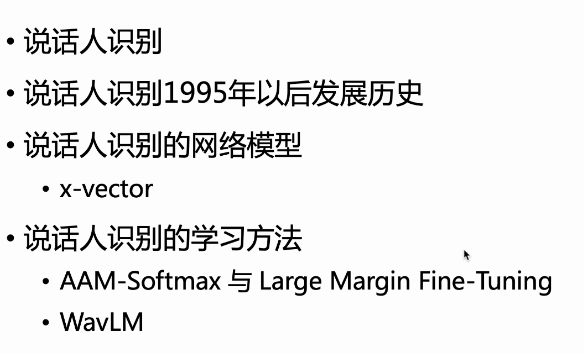 • 说话人识别
• 说话人识别1995年以后发展历史
• 说话人识别的网络模型
• x-vector
• 说话人识别的学习方法
• AAM-Softmax 与 Large Margin Fine-Tuning
• WavLM